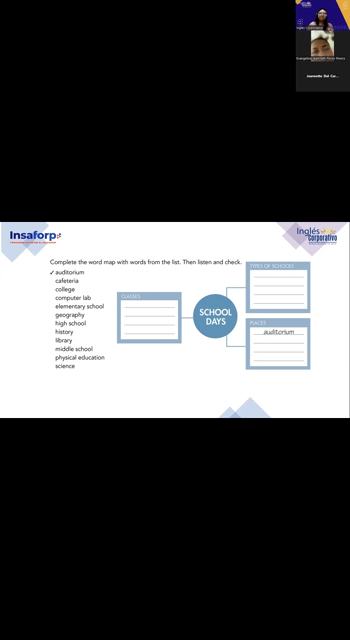 Insaforp
Inglés
corporativo
Complete the word map with words from the list. Then listen and check.
✓ auditorium
cafeteria
college
computer lab
elementary school
geography
high school
history
library
middle school
physical education
science
CLASSES
SCHOOL
DAYS
TYPES OF SCHOOLS
PLACES
auditorium